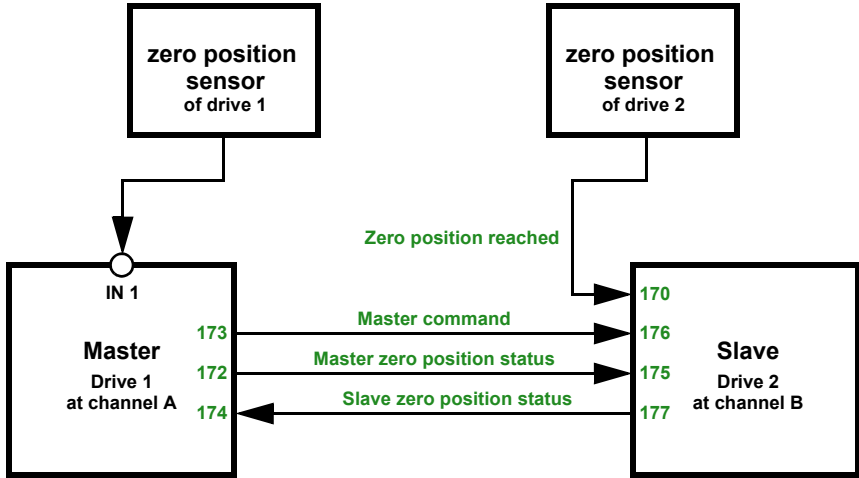 zero position
sensor
of drive 1
zero position
sensor
of drive 2
Zero position reached
IN 1
170
173
Master command
176
Master
Drive 1
at channel A
172
Master zero position status
175
Slave
Drive 2
at channel B
174
Slave zero position status
177